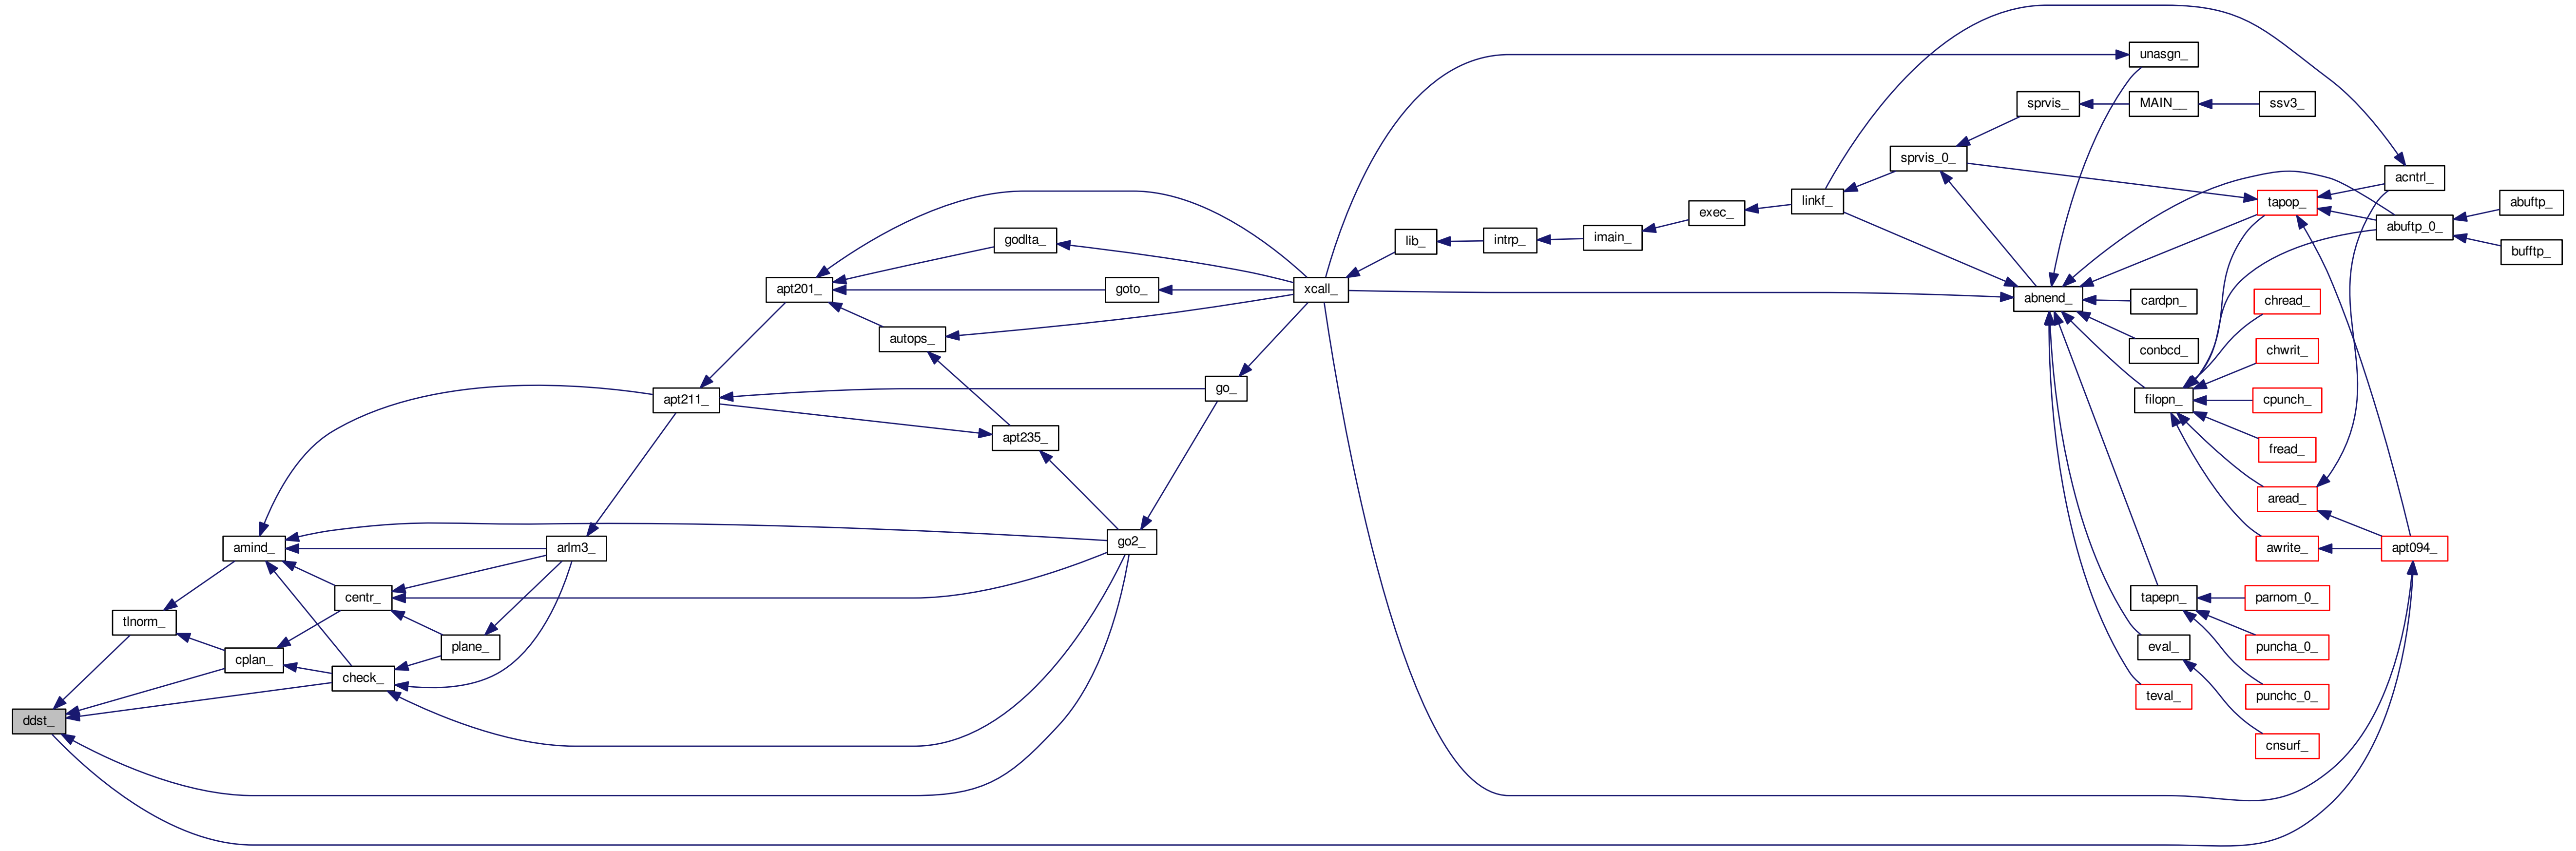 ddst_
tlnorm_
amind_
cplan_
centr_
check_
plane_
arlm3_
apt211_
apt201_
godlta_
goto_
autops_
apt235_
go2_
go_
xcall_
lib_
intrp_
imain_
exec_
linkf_
sprvis_0_
sprvis_
MAIN__
ssv3_
unasgn_
abnend_
tapop_
acntrl_
abuftp_0_
abuftp_
bufftp_
cardpn_
conbcd_
filopn_
chread_
chwrit_
cpunch_
fread_
aread_
awrite_
apt094_
tapepn_
parnom_0_
puncha_0_
punchc_0_
eval_
teval_
cnsurf_